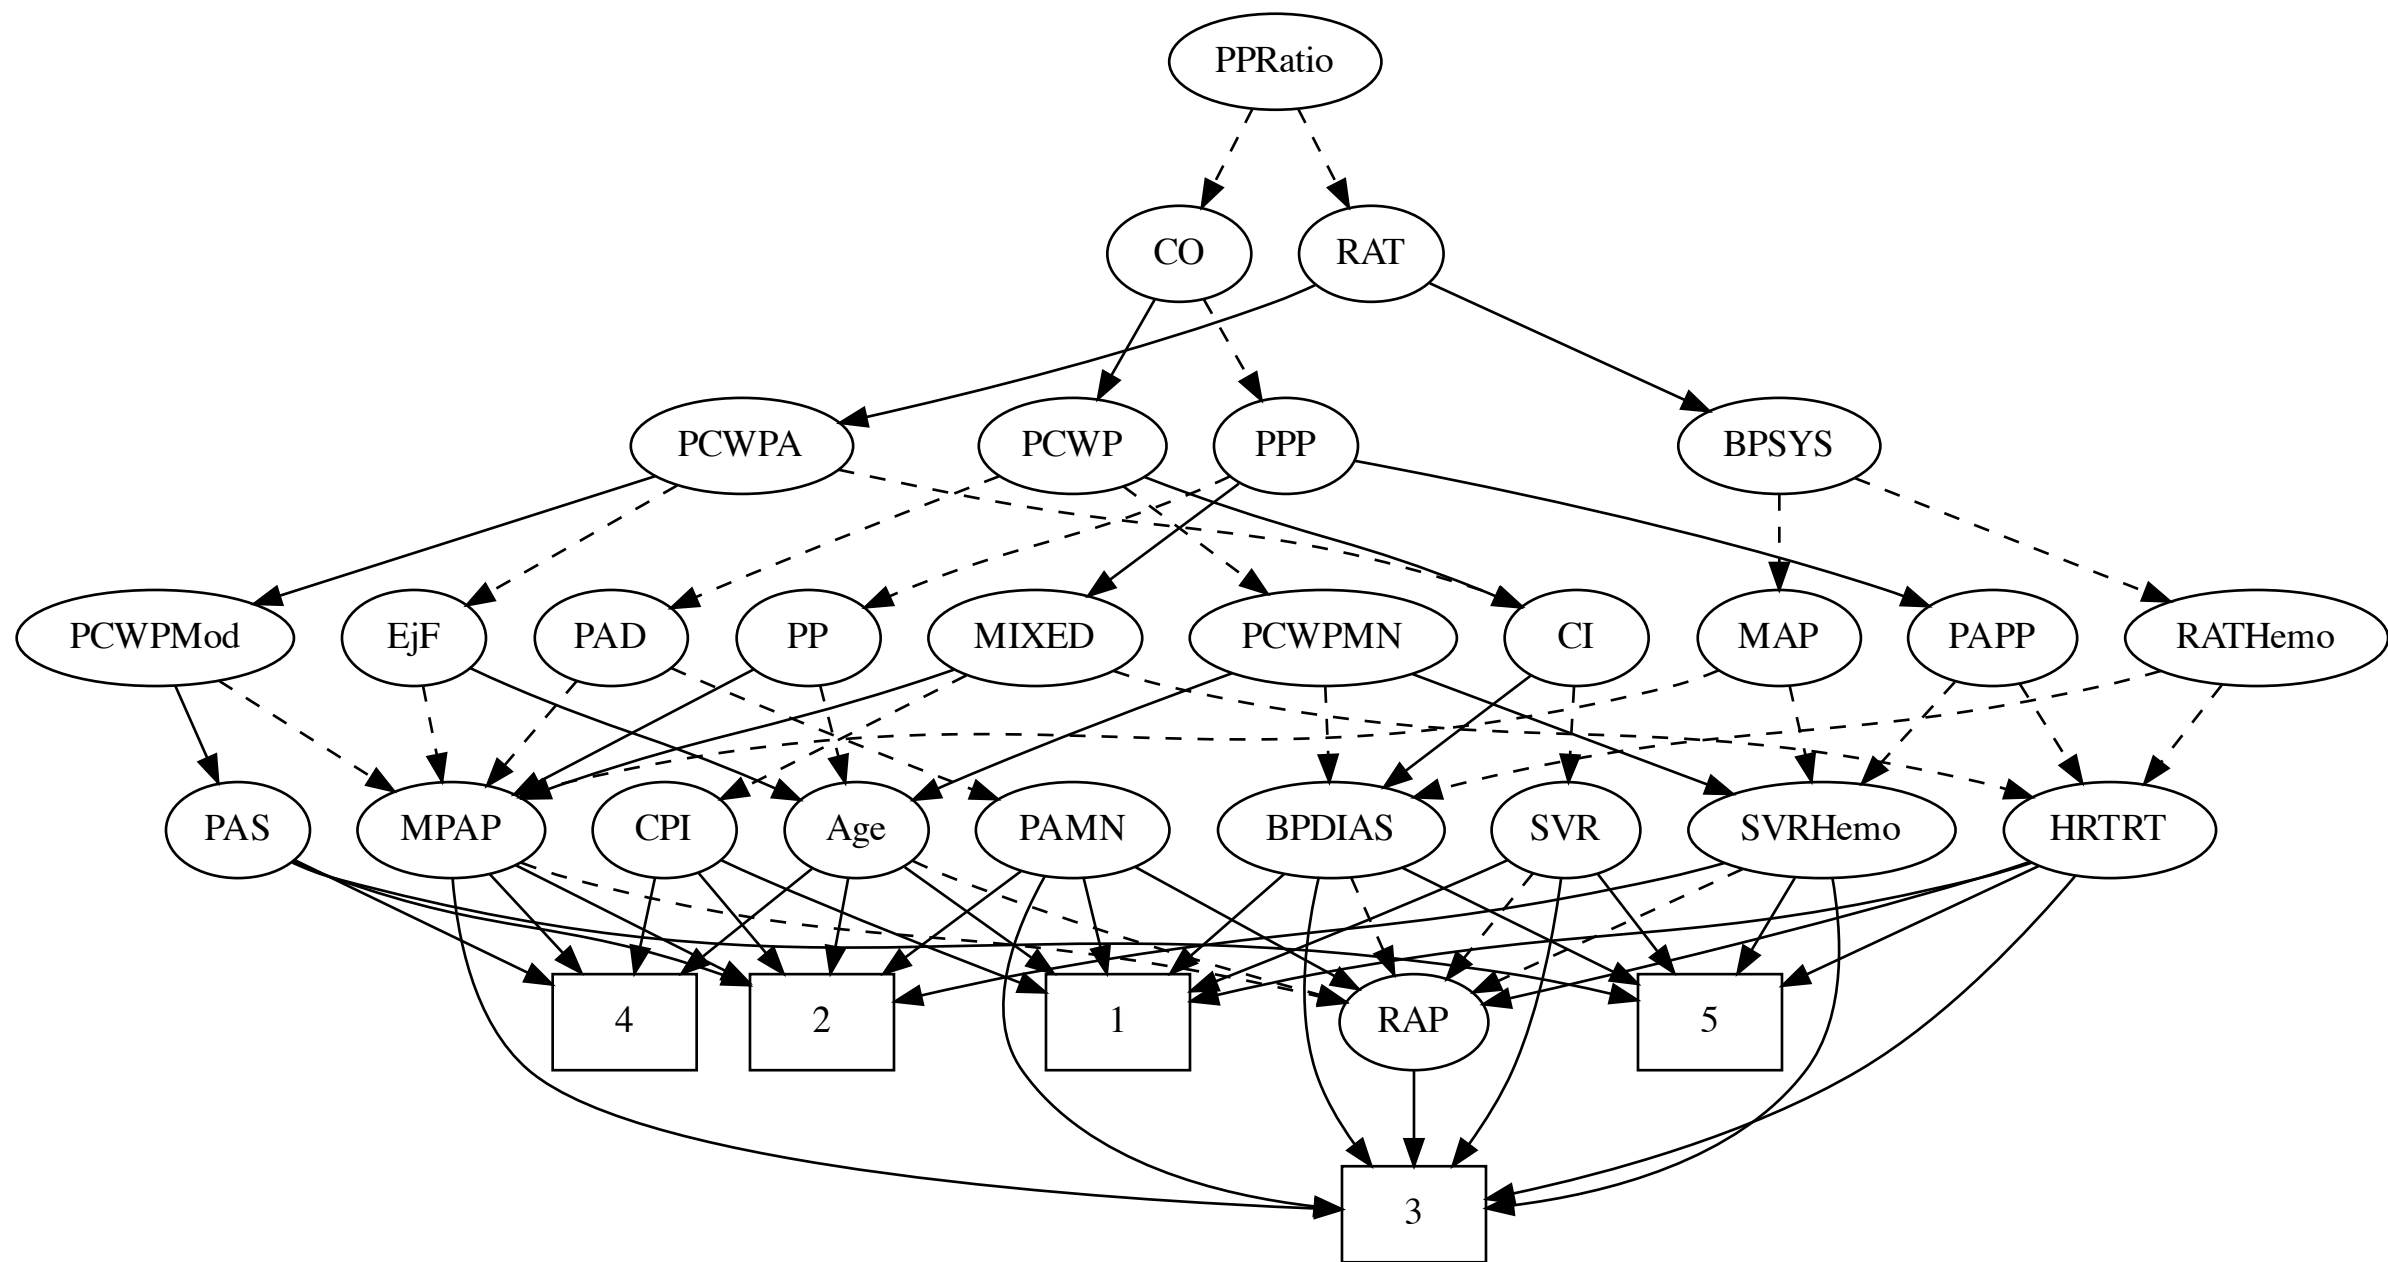 PPRatio
CO
RAT
PCWPA
PCWP
PPP
BPSYS
PCWPMod
EjF
PAD
PP
MIXED
PCWPMN
CI
MAP
PAPP
RATHemo
PAS
MPAP
CPI
Age
PAMN
BPDIAS
SVR
SVRHemo
HRTRT
4
2
1
RAP
5
3